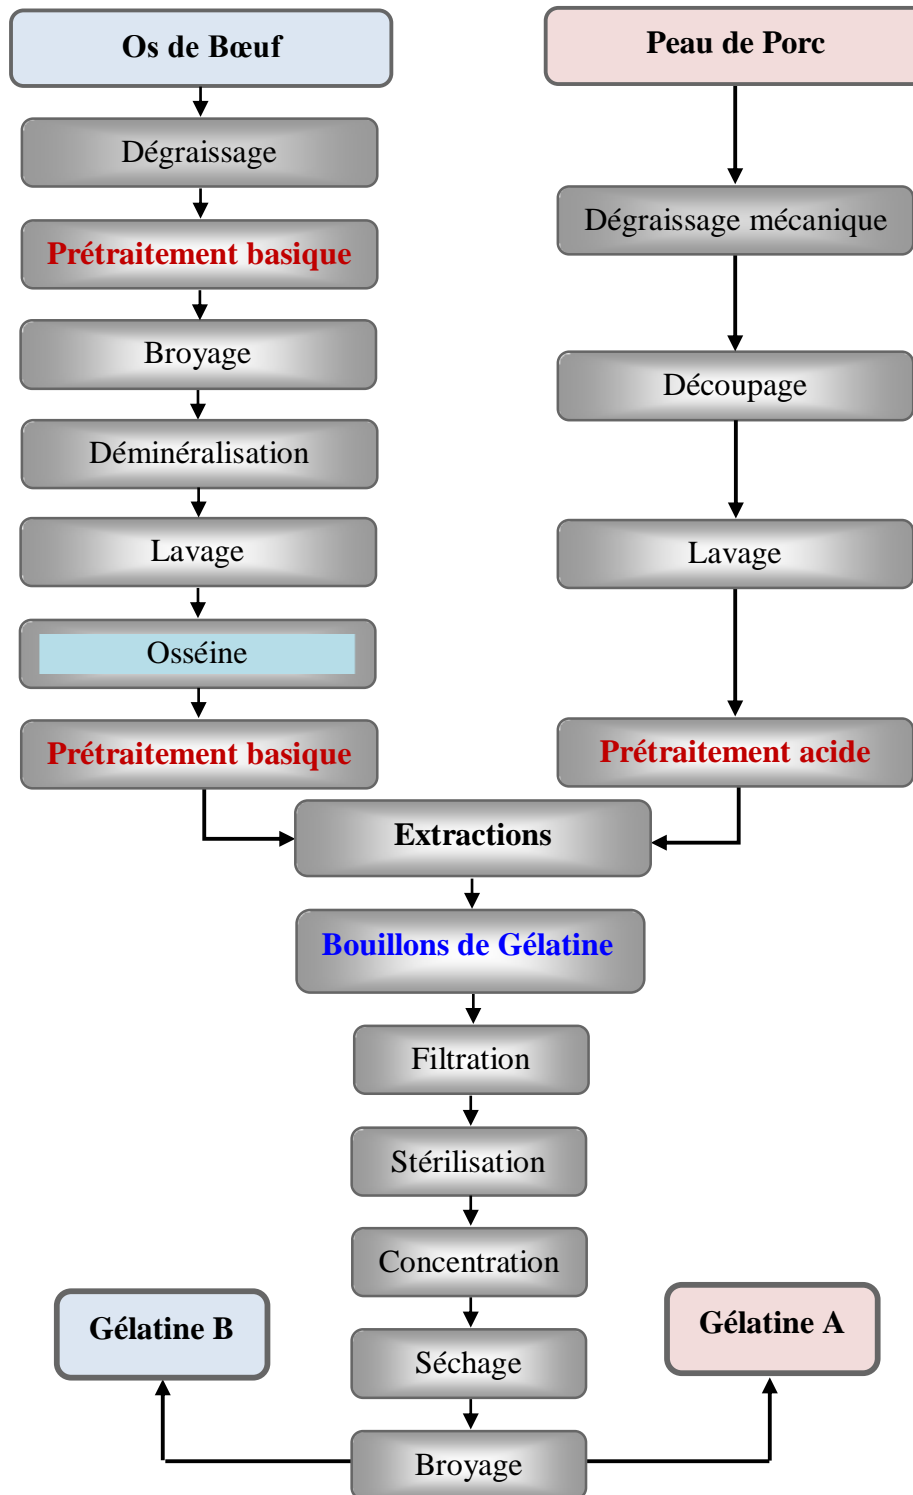 Os de Bœuf
Peau de Porc
Dégraissage
Prétraitement basique
Broyage
Déminéralisation
Lavage
Osséine
Prétraitement basique
Dégraissage mécanique
Découpage
Lavage
Prétraitement acide
Extractions
Bouillons de Gélatine
Filtration
Stérilisation
Concentration
Séchage
Broyage
Gélatine B
Gélatine A